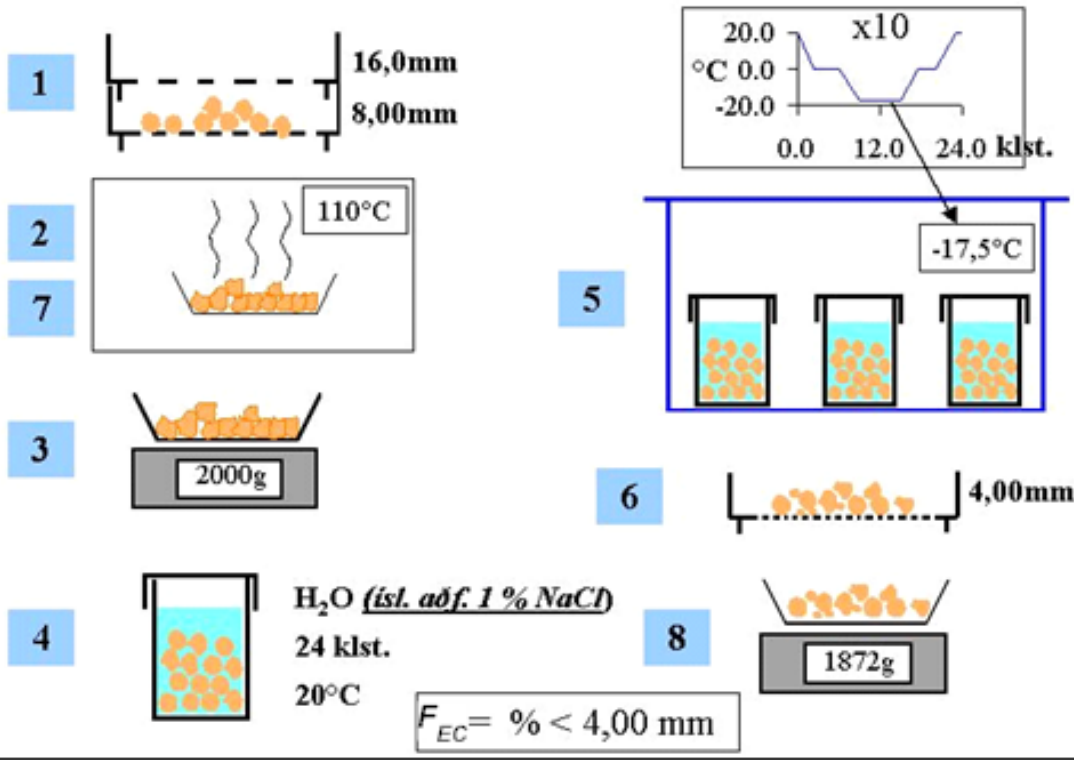 1
16,0mm
8,00mm
2
110°C
7
3
2000g
4
H₂O (ísl. aðf. 1 % NaCl)
24 klst.
20°C
x10
20.0
°C 0.0
-20.0
0.0 12.0 24.0 klst.
-17,5°C
5
6
4,00mm
8
1872g
F_EC = % < 4,00 mm